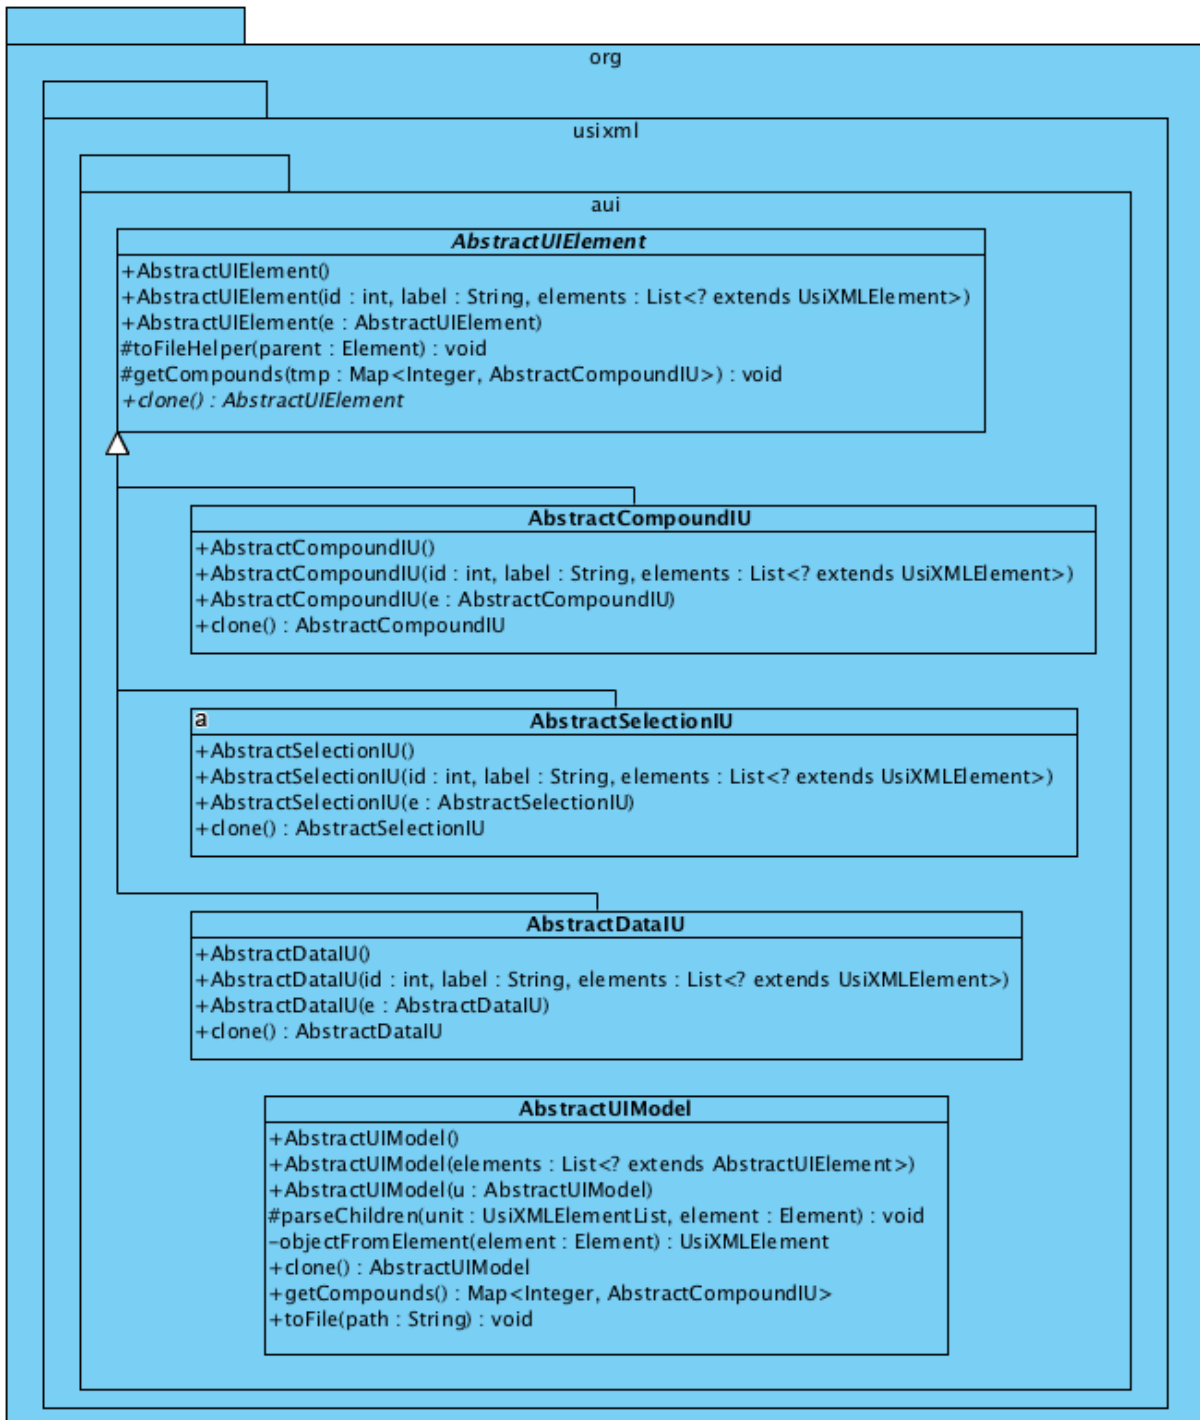 org
usixml
aui
AbstractUIElement
+AbstractUIElement()
+AbstractUIElement(id : int, label : String, elements : List<? extends UsiXMLElement>)
+AbstractUIElement(e : AbstractUIElement)
#toFileHelper(parent : Element) : void
#getCompounds(tmp : Map<Integer, AbstractCompoundIU>) : void
+clone() : AbstractUIElement
AbstractCompoundIU
+AbstractCompoundIU()
+AbstractCompoundIU(id : int, label : String, elements : List<? extends UsiXMLElement>)
+AbstractCompoundIU(e : AbstractCompoundIU)
+clone() : AbstractCompoundIU
a AbstractSelectionIU
+AbstractSelectionIU()
+AbstractSelectionIU(id : int, label : String, elements : List<? extends UsiXMLElement>)
+AbstractSelectionIU(e : AbstractSelectionIU)
+clone() : AbstractSelectionIU
AbstractDataIU
+AbstractDataIU()
+AbstractDataIU(id : int, label : String, elements : List<? extends UsiXMLElement>)
+AbstractDataIU(e : AbstractDataIU)
+clone() : AbstractDataIU
AbstractUIModel
+AbstractUIModel()
+AbstractUIModel(elements : List<? extends AbstractUIElement>)
+AbstractUIModel(u : AbstractUIModel)
#parseChildren(unit : UsiXMLElementList, element : Element) : void
-objectFromElement(element : Element) : UsiXMLElement
+clone() : AbstractUIModel
+getCompounds() : Map<Integer, AbstractCompoundIU>
+toFile(path : String) : void